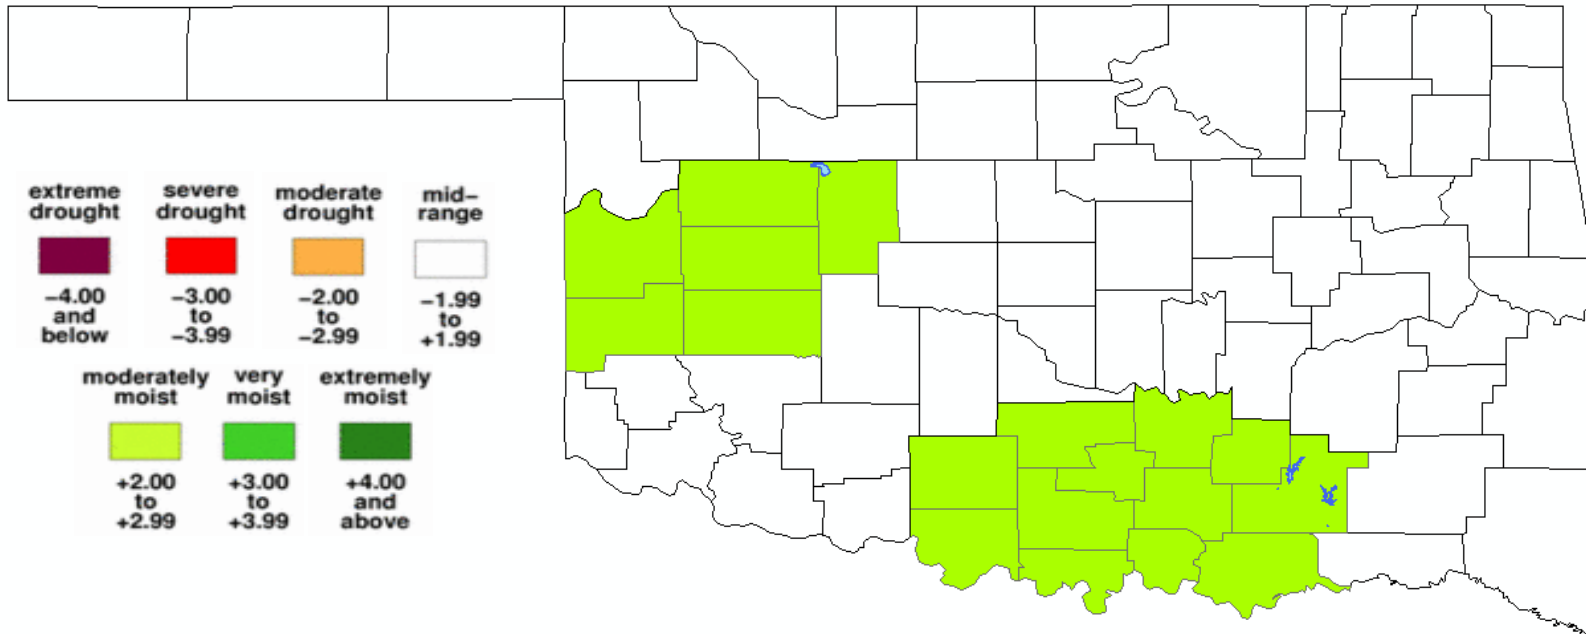 extreme drought
severe drought
moderate drought
mid-range
−4.00 and below
−3.00 to −3.99
−2.00 to −2.99
−1.99 to +1.99
moderately moist
very moist
extremely moist
+2.00 to +2.99
+3.00 to +3.99
+4.00 and above